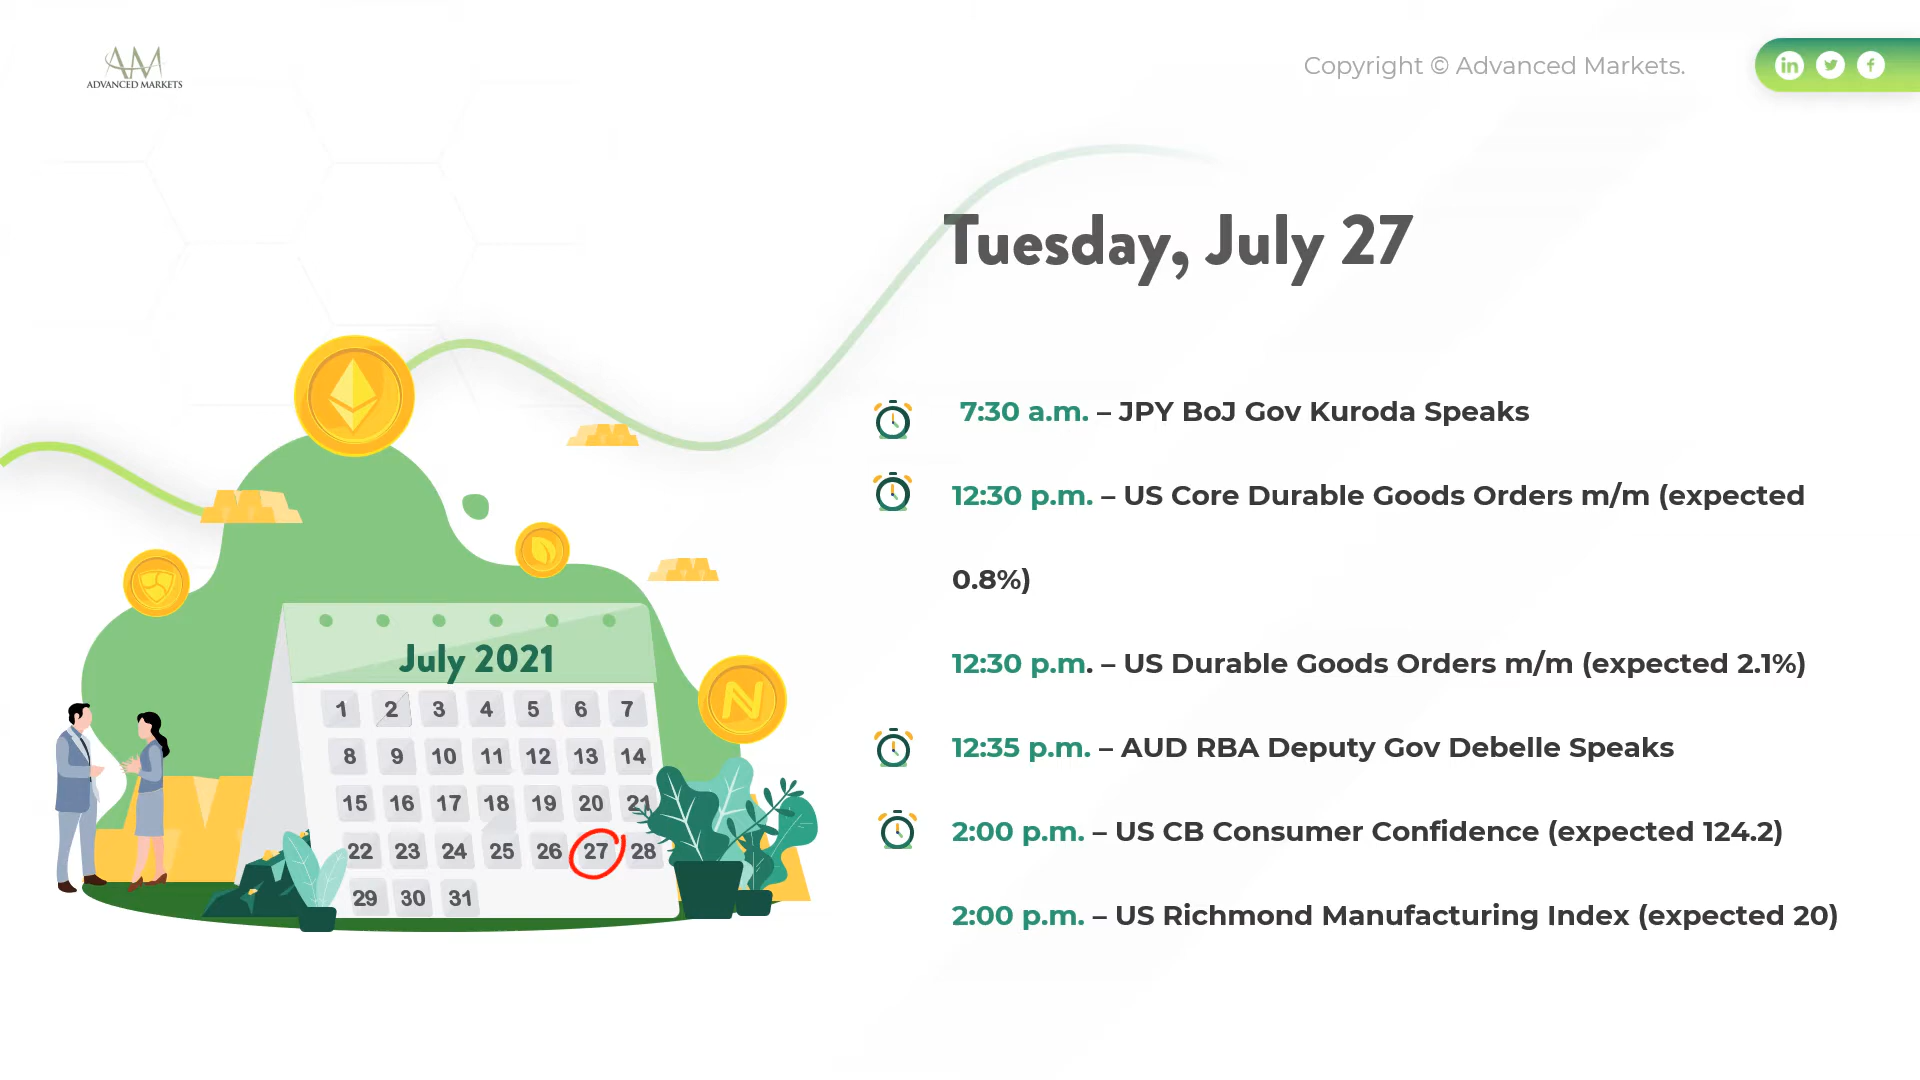 AM
ADVANCED MARKETS
Copyright © Advanced Markets.
in
f
Tuesday, July 27
7:30 a.m. – JPY BoJ Gov Kuroda Speaks
12:30 p.m. – US Core Durable Goods Orders m/m (expected
0.8%)
12:30 p.m. – US Durable Goods Orders m/m (expected 2.1%)
12:35 p.m. – AUD RBA Deputy Gov Debelle Speaks
2:00 p.m. – US CB Consumer Confidence (expected 124.2)
2:00 p.m. – US Richmond Manufacturing Index (expected 20)
July 2021
1 2 3 4 5 6 7
8 9 10 11 12 13 14
15 16 17 18 19 20 21
22 23 24 25 26 27 28
29 30 31
N